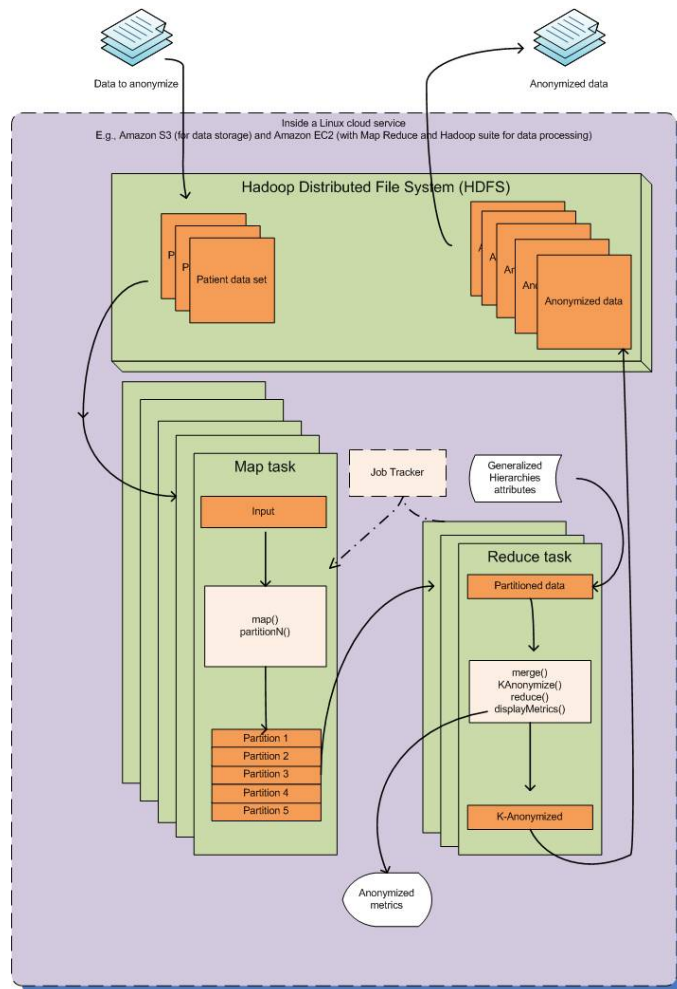 Data to anonymize
Anonymized data
Inside a Linux cloud service
E.g., Amazon S3 (for data storage) and Amazon EC2 (with Map Reduce and Hadoop suite for data processing)
Hadoop Distributed File System (HDFS)
P
P
Patient data set
A
A
An
Ano
Anonymized data
Map task
Input
map()
partitionN()
Partition 1
Partition 2
Partition 3
Partition 4
Partition 5
Job Tracker
Generalized
Hierarchies
attributes
Reduce task
Partitioned data
merge()
KAnonymize()
reduce()
displayMetrics()
K-Anonymized
Anonymized
metrics